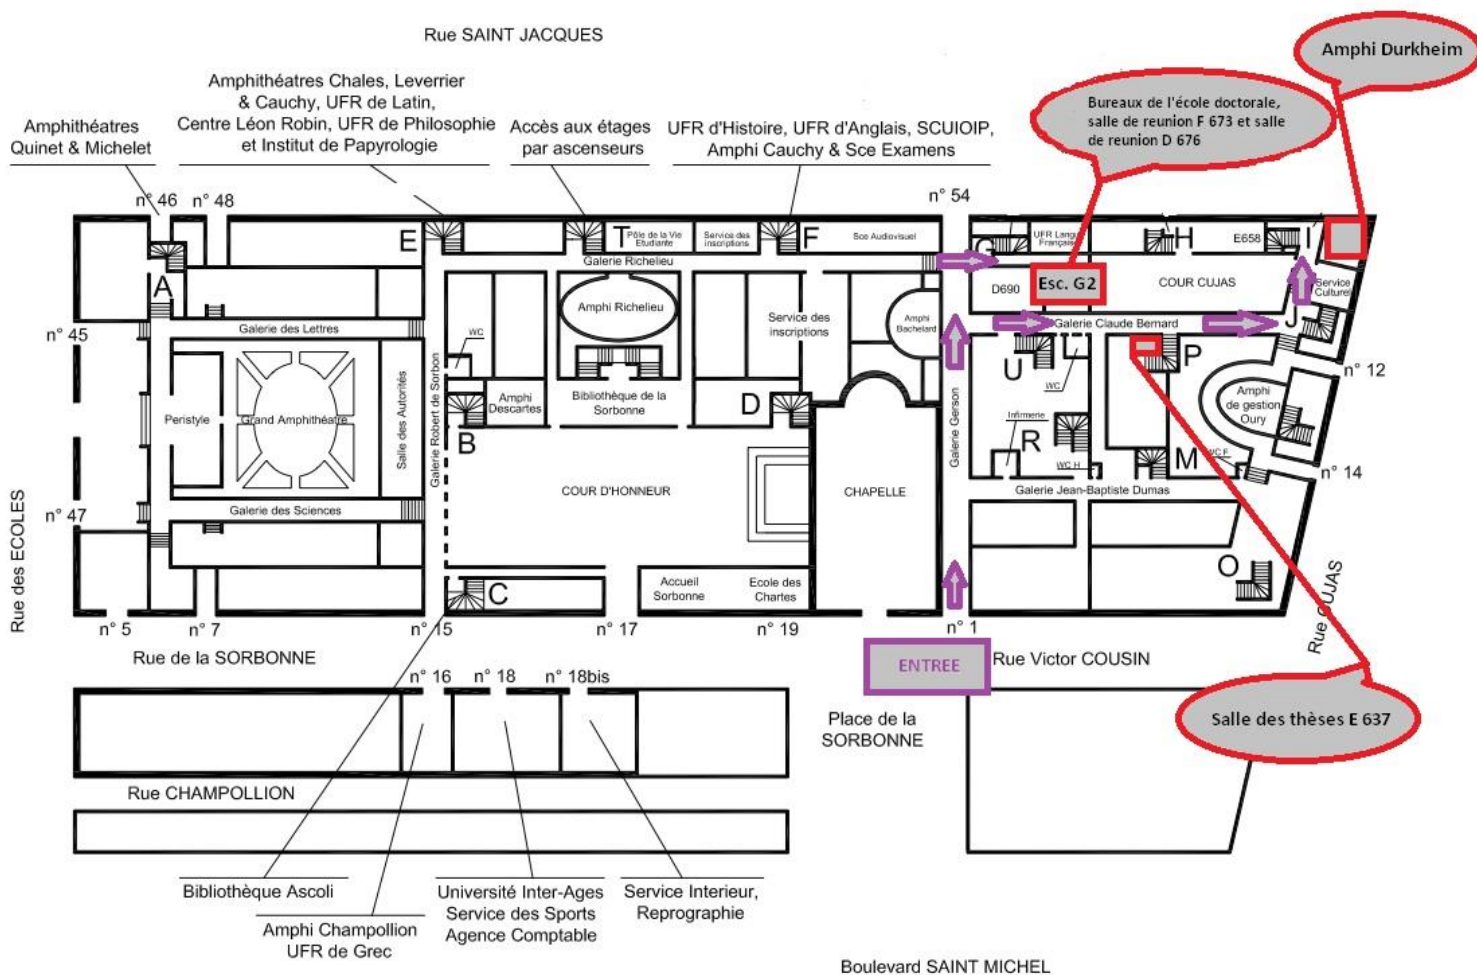 Rue SAINT JACQUES
Amphi Durkheim
Amphithéatres Chales, Leverrier
& Cauchy, UFR de Latin,
Centre Léon Robin, UFR de Philosophie
et Institut de Papyrologie
Bureaux de l'école doctorale,
salle de reunion F 673 et salle
de reunion D 676
Amphithéatres
Quinet & Michelet
Accès aux étages
par ascenseurs
UFR d'Histoire, UFR d'Anglais, SCUIOIP,
Amphi Cauchy & Sce Examens
n° 46
n° 48
n° 54
E
T
Pôle de la Vie
Etudiante
Service des
inscriptions
F
Sce Audiovisuel
G
UFR Langue
Française
H
E658
I
Galerie Richelieu
A
D690
Esc. G2
COUR CUJAS
Service
Culturel
Amphi Richelieu
Service des
inscriptions
Amphi
Bachelard
n° 45
Galerie des Lettres
WC
Galerie Claude Bernard
J
U
WC
P
n° 12
Peristyle
Grand Amphithéatre
Salle des Autorités
Galerie Robert de Sorbon
Amphi
Descartes
Bibliothèque de la
Sorbonne
D
Galerie Gerson
Infirmerie
Amphi
de gestion
Oury
B
R
WC H
M
WC F
n° 14
COUR D'HONNEUR
CHAPELLE
Galerie Jean-Baptiste Dumas
n° 47
Galerie des Sciences
Rue des ECOLES
C
Accueil
Sorbonne
Ecole des
Chartes
O
Rue CUJAS
n° 5
n° 7
n° 15
n° 17
n° 19
n° 1
Rue de la SORBONNE
ENTREE
Rue Victor COUSIN
n° 16
n° 18
n° 18bis
Place de la
SORBONNE
Salle des thèses E 637
Rue CHAMPOLLION
Bibliothèque Ascoli
Université Inter-Ages
Service des Sports
Agence Comptable
Service Interieur,
Reprographie
Amphi Champollion
UFR de Grec
Boulevard SAINT MICHEL